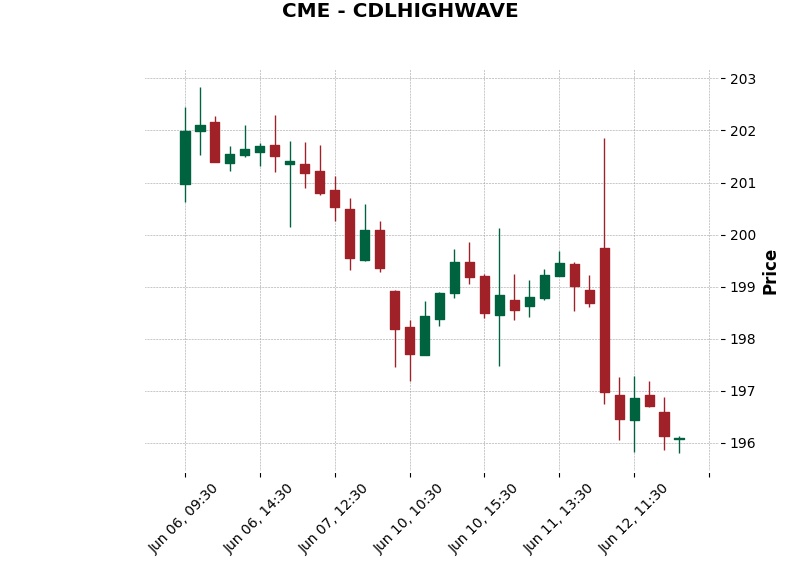 CME - CDLHIGHWAVE
203
202
201
200
199
198
197
196
Price
Jun 06, 09:30
Jun 06, 14:30
Jun 07, 12:30
Jun 10, 10:30
Jun 10, 15:30
Jun 11, 13:30
Jun 12, 11:30